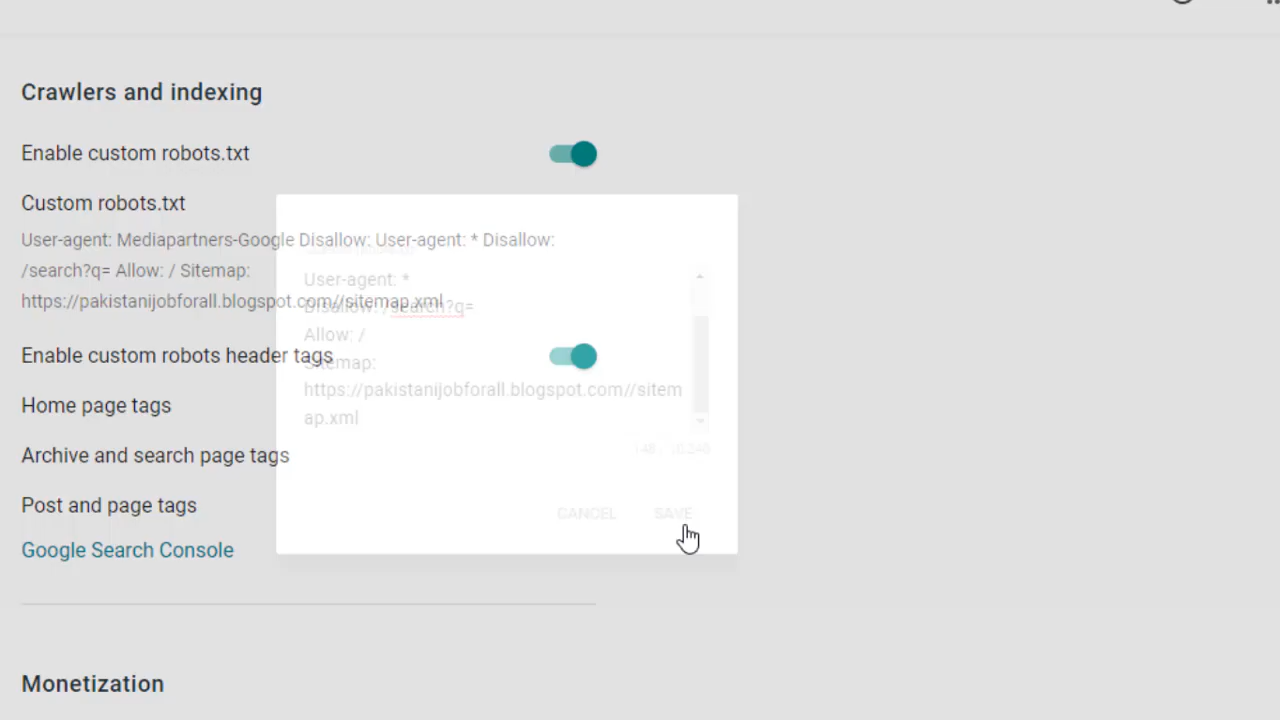 Crawlers and indexing
Enable custom robots.txt
Custom robots.txt
User-agent: Mediapartners-Google Disallow: User-agent: * Disallow:
/search?q= Allow: / Sitemap:
https://pakistanijobforall.blogspot.com//sitemap.xml
User-agent: *
Disallow: /search?q=
Allow: /
Sitemap:
https://pakistanijobforall.blogspot.com//sitem
ap.xml
CANCEL
SAVE
Enable custom robots header tags
Home page tags
Archive and search page tags
Post and page tags
Google Search Console
Monetization